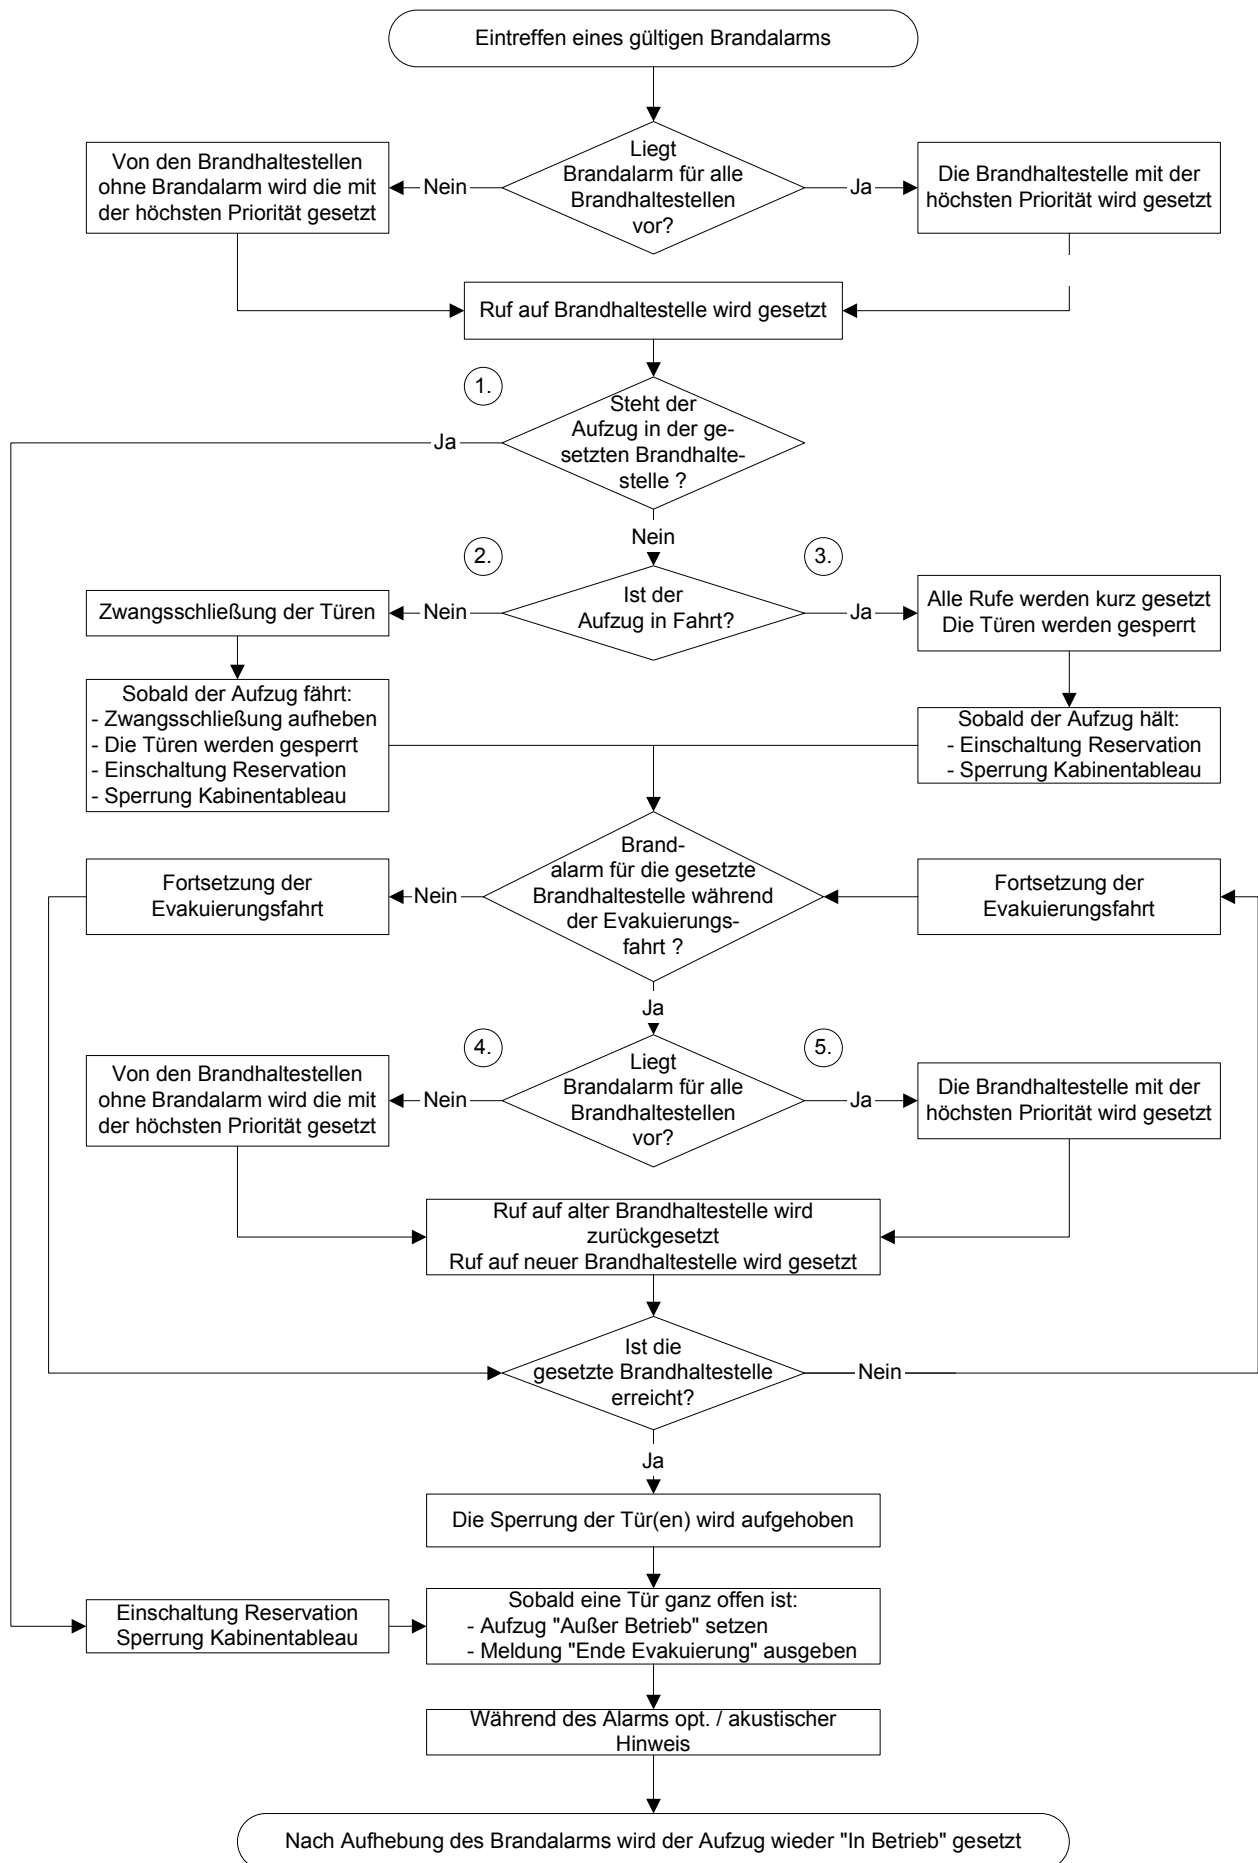 Eintreffen eines gültigen Brandalarms
Von den Brandhaltestellen
ohne Brandalarm wird die mit
der höchsten Priorität gesetzt
Nein
Liegt
Brandalarm für alle
Brandhaltestellen
vor?
Ja
Die Brandhaltestelle mit der
höchsten Priorität wird gesetzt
Ruf auf Brandhaltestelle wird gesetzt
1.
Steht der
Aufzug in der ge-
setzten Brandhalte-
stelle ?
Ja
Nein
2.
3.
Zwangsschließung der Türen
Nein
Ist der
Aufzug in Fahrt?
Ja
Alle Rufe werden kurz gesetzt
Die Türen werden gesperrt
Sobald der Aufzug fährt:
- Zwangsschließung aufheben
- Die Türen werden gesperrt
- Einschaltung Reservation
- Sperrung Kabinentableau
Sobald der Aufzug hält:
- Einschaltung Reservation
- Sperrung Kabinentableau
Fortsetzung der
Evakuierungsfahrt
Nein
Brand-
alarm für die gesetzte
Brandhaltestelle während
der Evakuierungs-
fahrt ?
Fortsetzung der
Evakuierungsfahrt
Ja
4.
5.
Von den Brandhaltestellen
ohne Brandalarm wird die mit
der höchsten Priorität gesetzt
Nein
Liegt
Brandalarm für alle
Brandhaltestellen
vor?
Ja
Die Brandhaltestelle mit der
höchsten Priorität wird gesetzt
Ruf auf alter Brandhaltestelle wird
zurückgesetzt
Ruf auf neuer Brandhaltestelle wird gesetzt
Ist die
gesetzte Brandhaltestelle
erreicht?
Nein
Ja
Die Sperrung der Tür(en) wird aufgehoben
Einschaltung Reservation
Sperrung Kabinentableau
Sobald eine Tür ganz offen ist:
- Aufzug "Außer Betrieb" setzen
- Meldung "Ende Evakuierung" ausgeben
Während des Alarms opt. / akustischer
Hinweis
Nach Aufhebung des Brandalarms wird der Aufzug wieder "In Betrieb" gesetzt